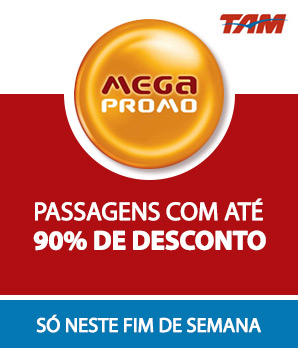 TAM
MEGA
PROMO
PASSAGENS COM ATÉ
90% DE DESCONTO
SÓ NESTE FIM DE SEMANA